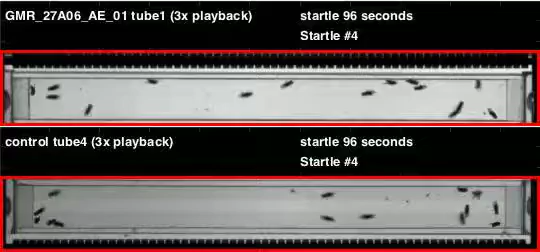 GMR_27A06_AE_01 tube1 (3x playback) startle 96 seconds
Startle #4
control tube4 (3x playback) startle 96 seconds
Startle #4